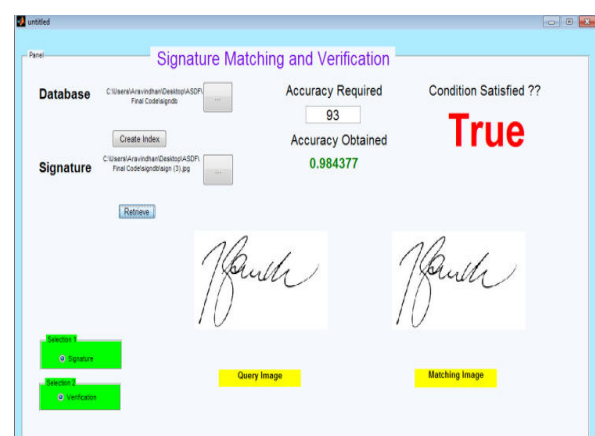 untitled
Panel
Signature Matching and Verification
Database
C:\Users\Aravindhan\Desktop\ASDF\
Final Code\signdb
...
Accuracy Required
93
Condition Satisfied ??
True
Create Index
Accuracy Obtained
0.984377
Signature
C:\Users\Aravindhan\Desktop\ASDF\
Final Code\signdb\sign (3).jpg
...
Retrieve
Selection 1
Signature
Query Image
Matching Image
Selection 2
Verification